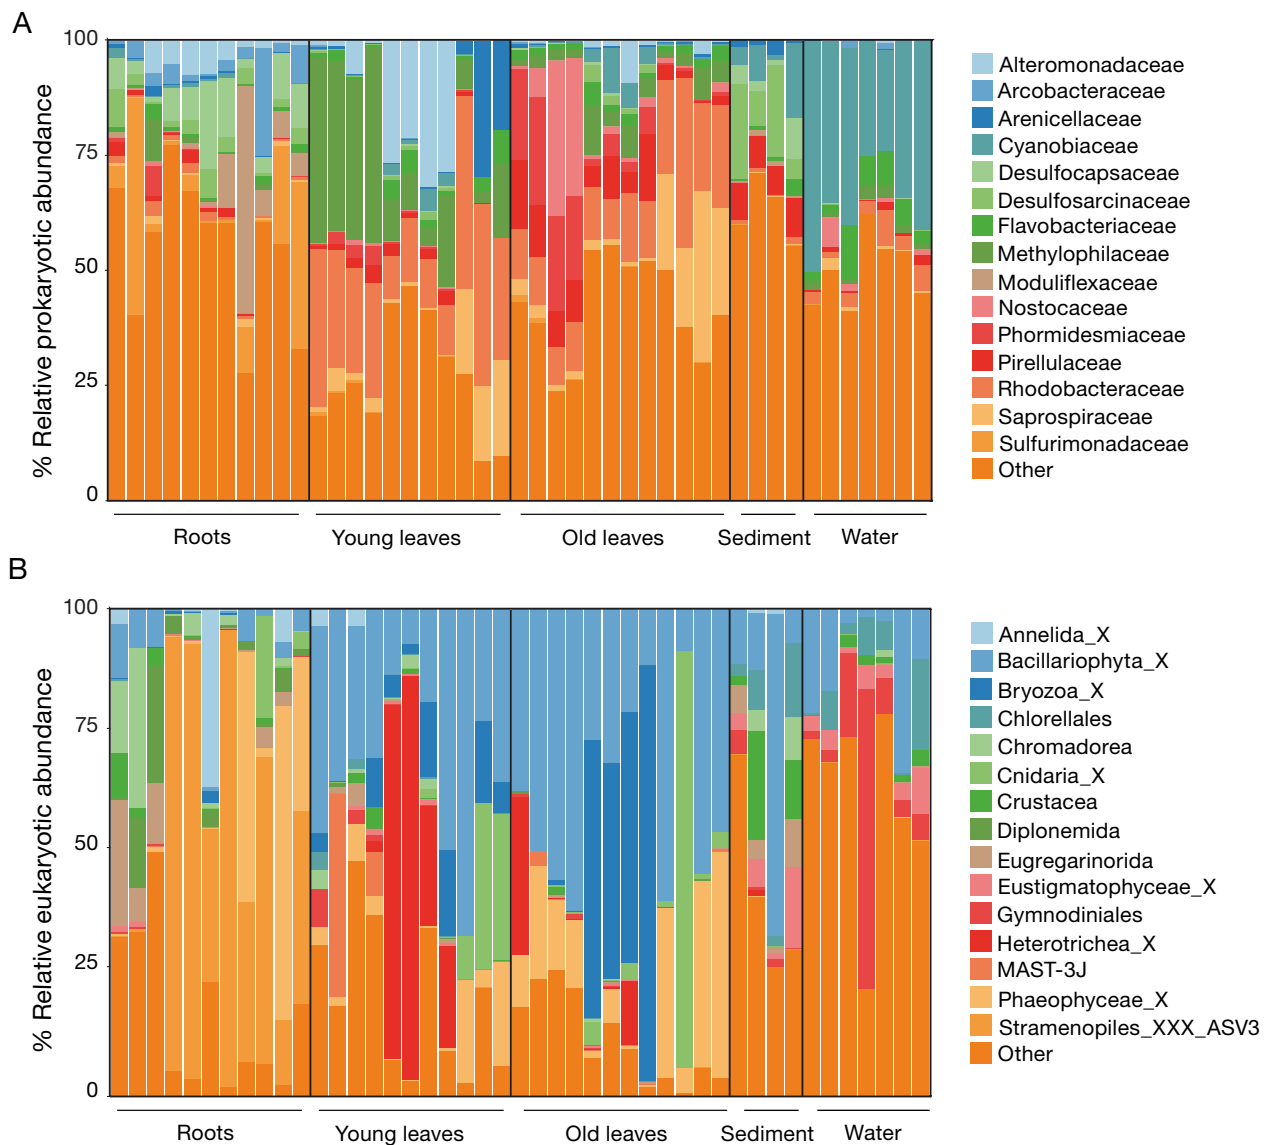 A
% Relative prokaryotic abundance
100
75
50
25
0
Roots
Young leaves
Old leaves
Sediment
Water
Alteromonadaceae
Arcobacteraceae
Arenicellaceae
Cyanobiaceae
Desulfocapsaceae
Desulfosarcinaceae
Flavobacteriaceae
Methylophilaceae
Moduliflexaceae
Nostocaceae
Phormidesmiaceae
Pirellulaceae
Rhodobacteraceae
Saprospiraceae
Sulfurimonadaceae
Other
B
% Relative eukaryotic abundance
100
75
50
25
0
Roots
Young leaves
Old leaves
Sediment
Water
Annelida_X
Bacillariophyta_X
Bryozoa_X
Chlorellales
Chromadorea
Cnidaria_X
Crustacea
Diplonemida
Eugregarinorida
Eustigmatophyceae_X
Gymnodiniales
Heterotrichea_X
MAST-3J
Phaeophyceae_X
Stramenopiles_XXX_ASV3
Other